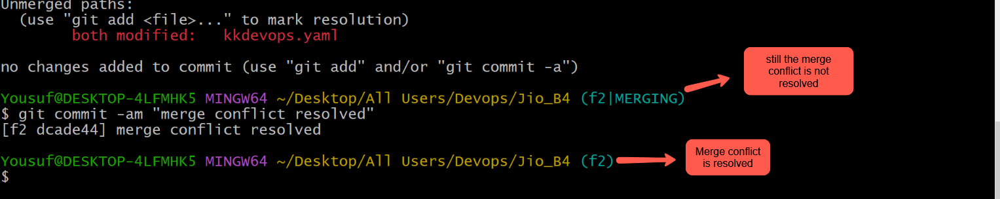 Unmerged paths:
  (use "git add <file>..." to mark resolution)
        both modified:   kkdevops.yaml
no changes added to commit (use "git add" and/or "git commit -a")
still the merge
conflict is not
resolved
Yousuf@DESKTOP-4LFMHK5 MINGW64 ~/Desktop/All Users/Devops/Jio_B4 (f2|MERGING)
$ git commit -am "merge conflict resolved"
[f2 dcade44] merge conflict resolved
Yousuf@DESKTOP-4LFMHK5 MINGW64 ~/Desktop/All Users/Devops/Jio_B4 (f2)
Merge conflict
is resolved
$